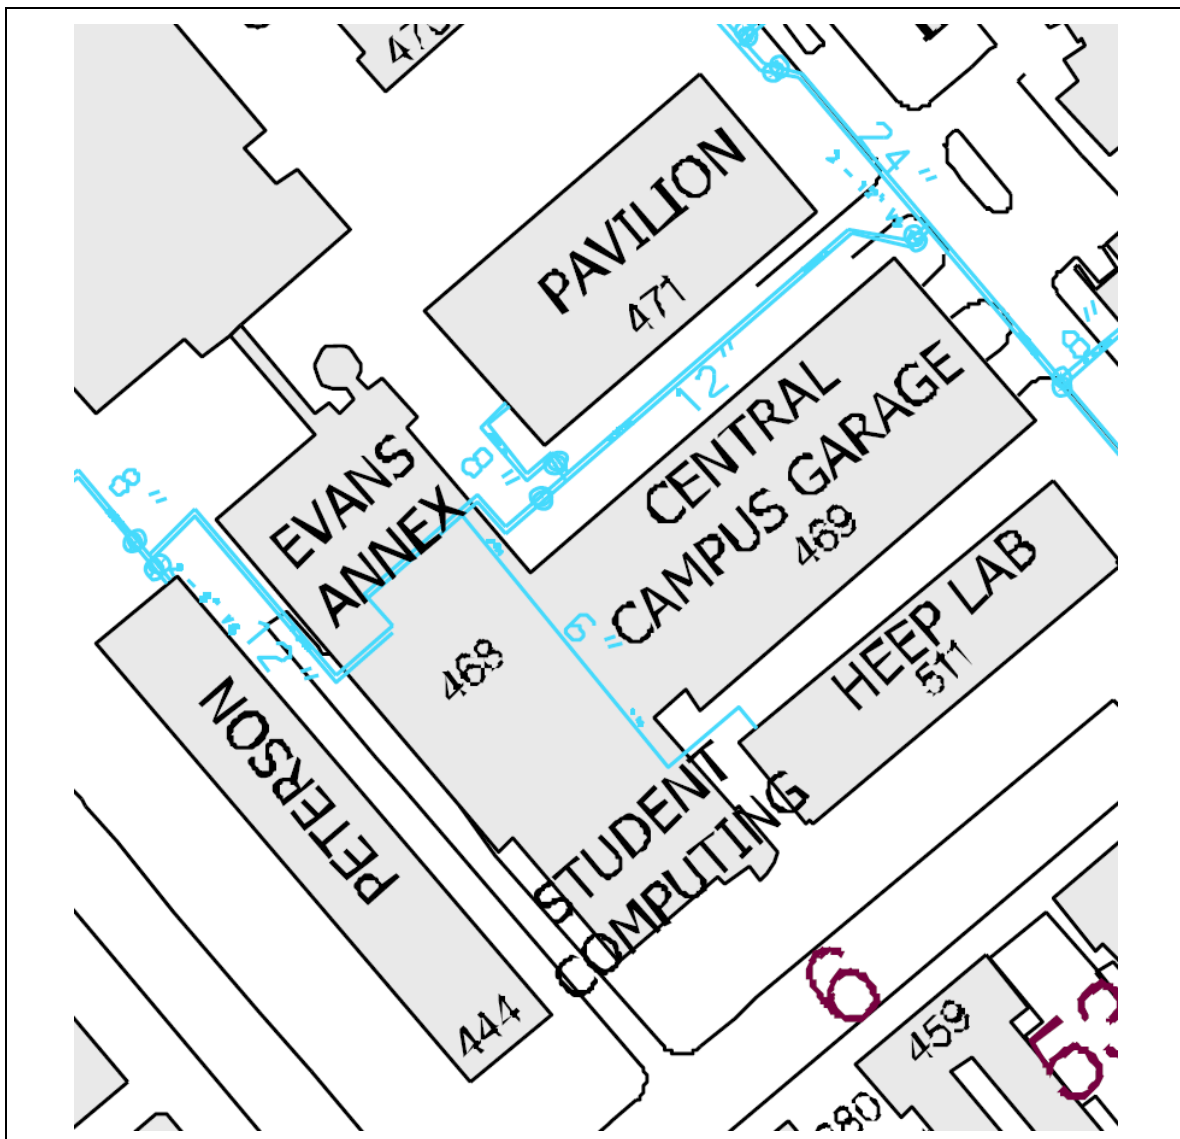 24"
PAVILION
471
8"
12"
CENTRAL
CAMPUS GARAGE
469
EVANS
ANNEX
8"
8"
6"
HEEP LAB
511
468
12"
PETERSON
444
STUDENT
COMPUTING
6
459